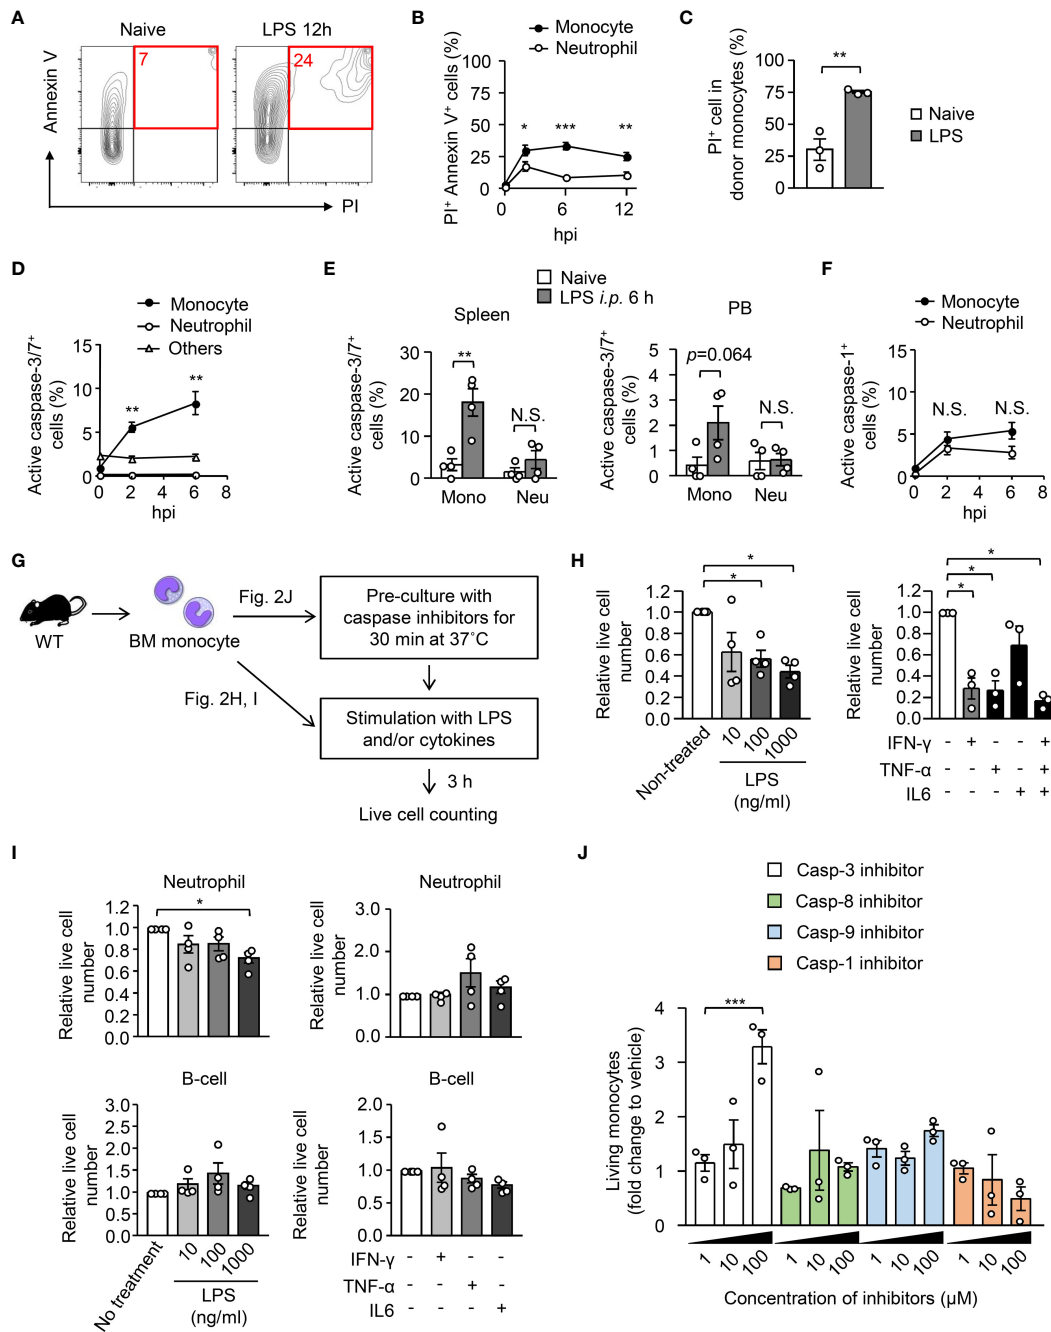 A
Naive
LPS 12h
Annexin V
7
24
PI
B
Monocyte
Neutrophil
PI+ Annexin V+ cells (%)
100
75
50
25
0
*
***
**
0
6
12
hpi
C
PI+ cell in
donor monocytes (%)
100
75
50
25
0
**
Naive
LPS
D
Monocyte
Neutrophil
Others
Active caspase-3/7+
cells (%)
15
10
5
0
**
**
0
2
4
6
8
hpi
E
Naive
LPS i.p. 6 h
Spleen
Active caspase-3/7+
cells (%)
30
20
10
0
**
N.S.
Mono
Neu
PB
Active caspase-3/7+
cells (%)
5
4
3
2
1
0
p=0.064
N.S.
Mono
Neu
F
Monocyte
Neutrophil
Active caspase-1+
cells (%)
15
10
5
0
N.S.
N.S.
0
2
4
6
8
hpi
G
WT
BM monocyte
Fig. 2J
Pre-culture with
caspase inhibitors for
30 min at 37˚C
Fig. 2H, I
Stimulation with LPS
and/or cytokines
3 h
Live cell counting
H
Relative live cell
number
1.2
1.0
0.8
0.6
0.4
0.2
0.0
*
*
Non-treated
10
100
1000
LPS
(ng/ml)
Relative live cell
number
1.2
1.0
0.8
0.6
0.4
0.2
0.0
*
*
*
IFN-γ - + - - +
TNF-α - - + - +
IL6 - - - + +
I
Neutrophil
Relative live cell
number
1.2
1.0
0.8
0.6
0.4
0.2
0.0
*
Neutrophil
Relative live cell
number
3.0
2.0
1.0
0.0
B-cell
Relative live cell
number
3.0
2.5
2.0
1.5
1.0
0.5
0.0
No treatment
10
100
1000
LPS
(ng/ml)
B-cell
Relative live cell
number
2.0
1.5
1.0
0.5
0.0
IFN-γ - + - -
TNF-α - - + -
IL6 - - - +
J
Casp-3 inhibitor
Casp-8 inhibitor
Casp-9 inhibitor
Casp-1 inhibitor
Living monocytes
(fold change to vehicle)
4
3
2
1
0
***
1
10
100
1
10
100
1
10
100
1
10
100
Concentration of inhibitors (μM)